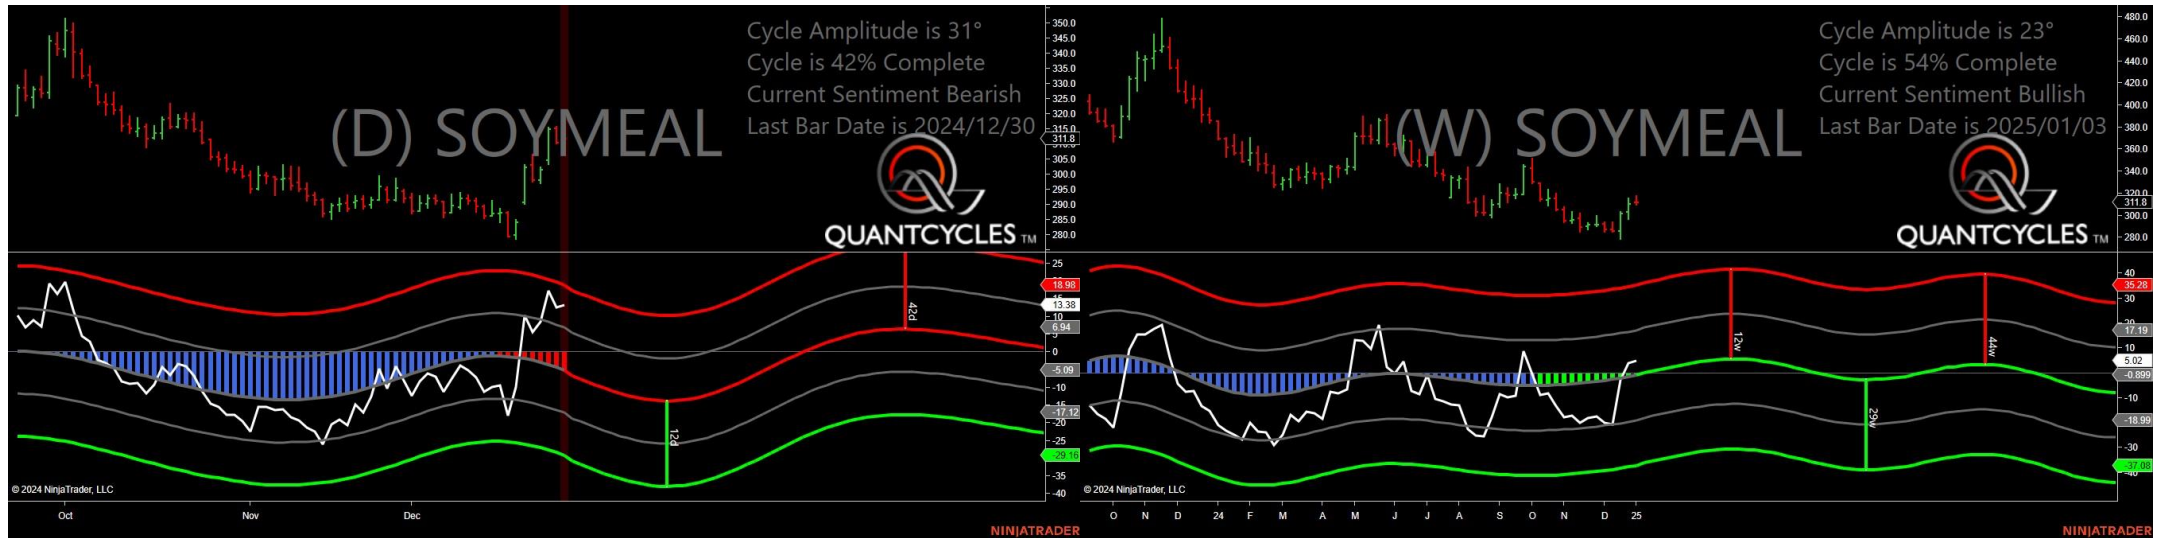 Cycle Amplitude is 31°
Cycle is 42% Complete
Current Sentiment Bearish
Last Bar Date is 2024/12/30
(D) SOYMEAL
QUANTCYCLES TM
350.0
345.0
340.0
335.0
330.0
325.0
320.0
315.0
311.8
305.0
300.0
295.0
290.0
285.0
280.0
25
18.98
13.38
10
6.94
5
0
-5.09
-10
-17.12
-20
-25
-29.16
-35
-40
42d
12d
© 2024 NinjaTrader, LLC
Oct Nov Dec
NINJATRADER
Cycle Amplitude is 23°
Cycle is 54% Complete
Current Sentiment Bullish
Last Bar Date is 2025/01/03
(W) SOYMEAL
QUANTCYCLES TM
480.0
460.0
440.0
420.0
400.0
380.0
360.0
340.0
320.0
311.8
300.0
280.0
40
35.28
30
20
17.19
10
5.02
-0.899
-10
-18.99
-30
-37.08
12w
44w
29w
© 2024 NinjaTrader, LLC
O N D 24 F M A M J J A S O N D 25
NINJATRADER